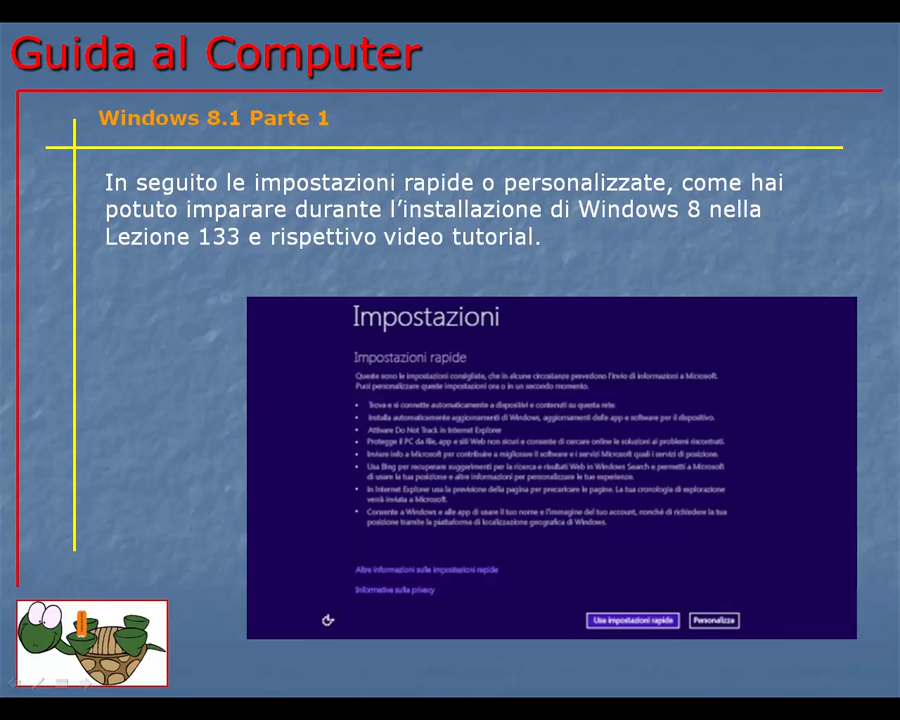 Guida al Computer
Windows 8.1 Parte 1
In seguito le impostazioni rapide o personalizzate, come hai
potuto imparare durante l’installazione di Windows 8 nella
Lezione 133 e rispettivo video tutorial.
Impostazioni
Impostazioni rapide
Queste sono le impostazioni consigliate, che in alcune circostanze prevedono l'invio di informazioni a Microsoft.
Puoi personalizzare queste impostazioni ora o in un secondo momento.
• Trova e si connette automaticamente a dispositivi e contenuti su questa rete.
• Installa automaticamente aggiornamenti di Windows, aggiornamenti delle app e software per il dispositivo.
• Attivare Do Not Track in Internet Explorer
• Protegge il PC da file, app e siti Web non sicuri e consente di cercare online le soluzioni ai problemi riscontrati.
• Inviare info a Microsoft per contribuire a migliorare il software e i servizi Microsoft quali i servizi di posizione.
• Usa Bing per recuperare suggerimenti per la ricerca e risultati Web in Windows Search e permetti a Microsoft
di usare la tua posizione e altre informazioni per personalizzare le tue esperienze.
• In Internet Explorer usa la previsione della pagina per precaricare le pagine. La tua cronologia di esplorazione
verrà inviata a Microsoft.
• Consente a Windows e alle app di usare il tuo nome e l'immagine del tuo account, nonché di richiedere la tua
posizione tramite la piattaforma di localizzazione geografica di Windows.
Altre informazioni sulle impostazioni rapide
Informativa sulla privacy
Usa impostazioni rapide
Personalizza